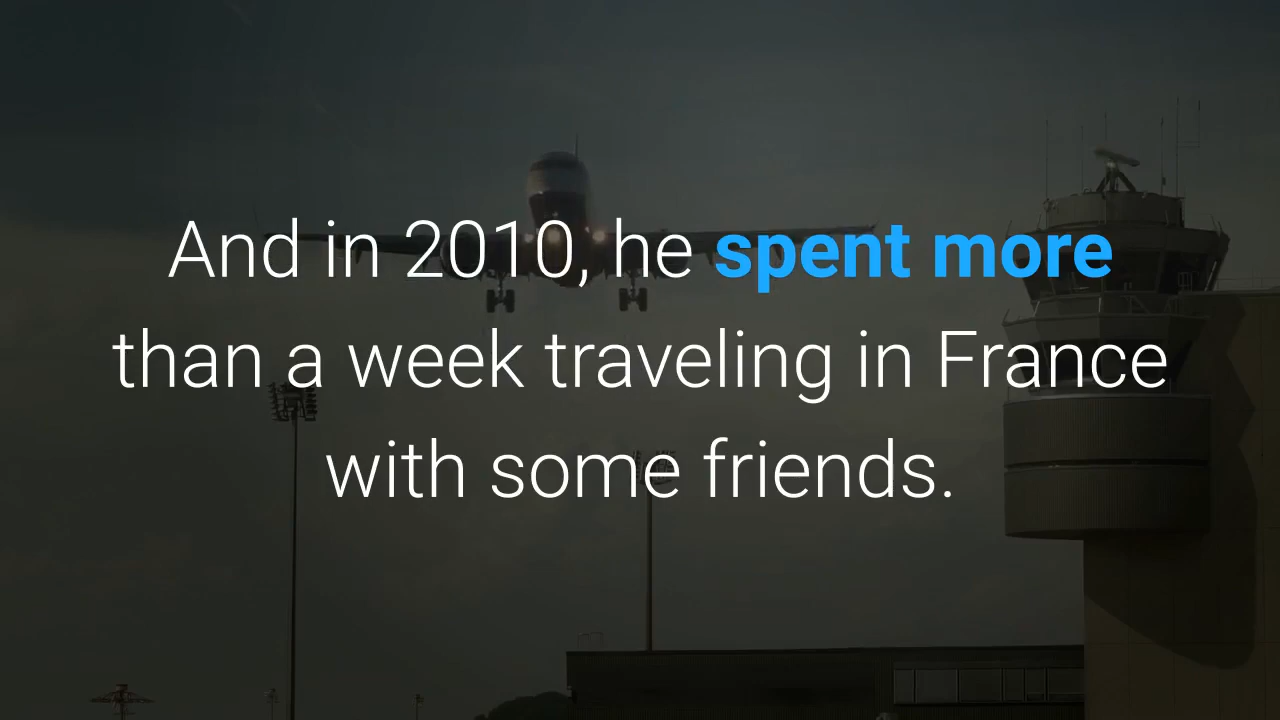 And in 2010, he spent more
than a week traveling in France
with some friends.